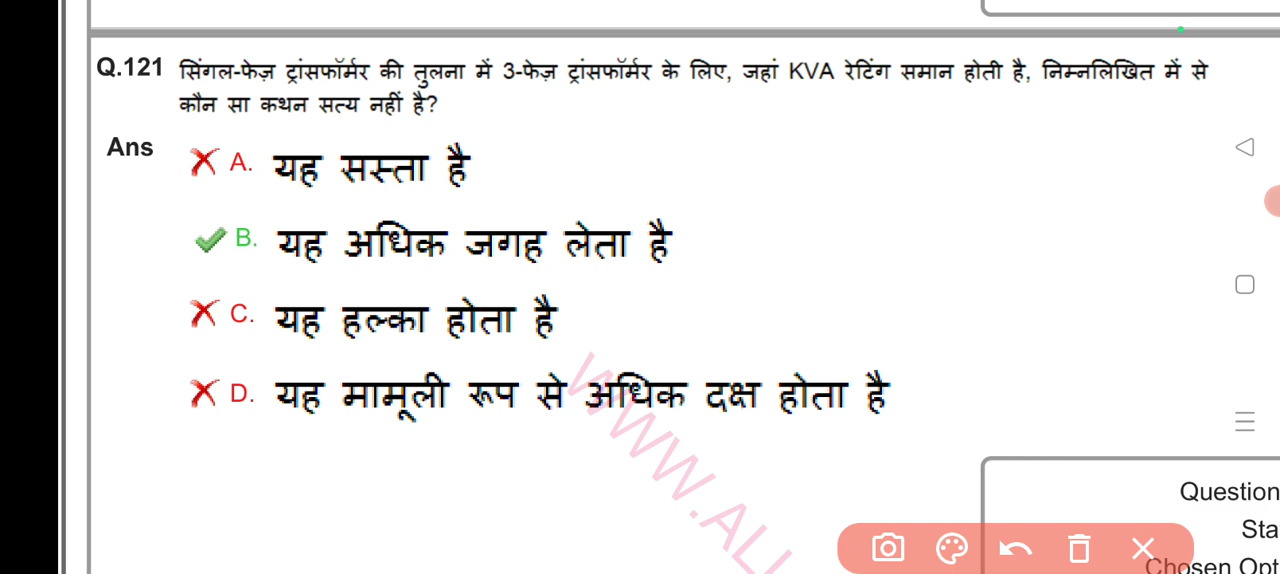 Q.121 सिंगल-फेज़ ट्रांसफॉर्मर की तुलना में 3-फेज़ ट्रांसफॉर्मर के लिए, जहां KVA रेटिंग समान होती है, निम्नलिखित में से
कौन सा कथन सत्य नहीं है?
Ans
A. यह सस्ता है
B. यह अधिक जगह लेता है
C. यह हल्का होता है
D. यह मामूली रूप से अधिक दक्ष होता है
WWW.ALL
Question
Sta
Chosen Opt